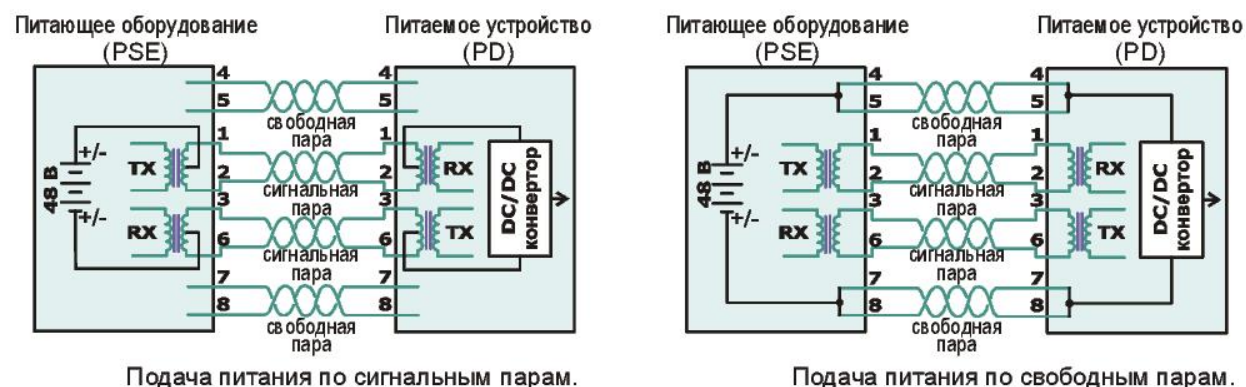 Питающее оборудование
(PSE)
Питаемое устройство
(PD)
4
5
1
2
3
6
7
8
4
5
1
2
3
6
7
8
свободная
пара
сигнальная
пара
сигнальная
пара
свободная
пара
48 В
+/-
+/-
TX
RX
RX
TX
DC/DC
конвертор
Подача питания по сигнальным парам.
Питающее оборудование
(PSE)
Питаемое устройство
(PD)
4
5
1
2
3
6
7
8
4
5
1
2
3
6
7
8
свободная
пара
сигнальная
пара
сигнальная
пара
свободная
пара
48 В
+/-
+/-
TX
RX
RX
TX
DC/DC
конвертор
Подача питания по свободным парам.